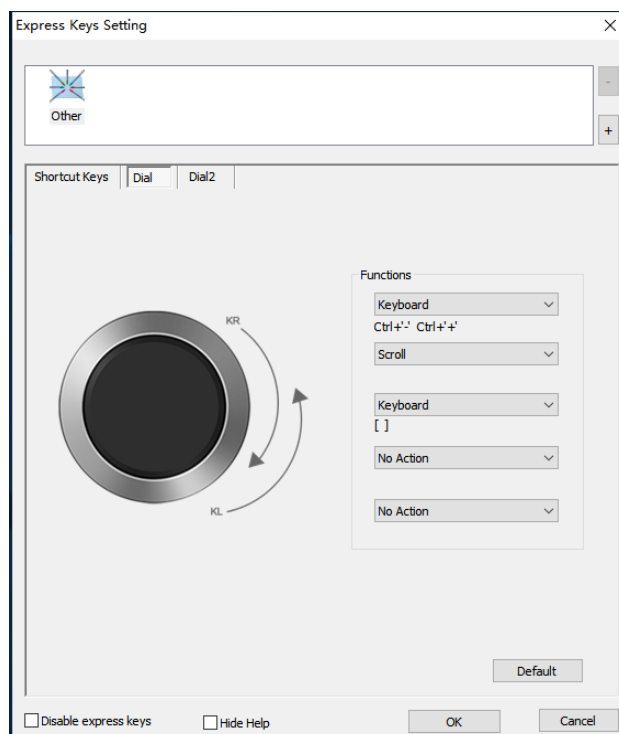 Express Keys Setting
Other
-
+
Shortcut Keys Dial Dial2
Functions
KR
Keyboard
Ctrl+'-' Ctrl+'+'
Scroll
Keyboard
[ ]
No Action
KL
No Action
Default
Disable express keys Hide Help OK Cancel